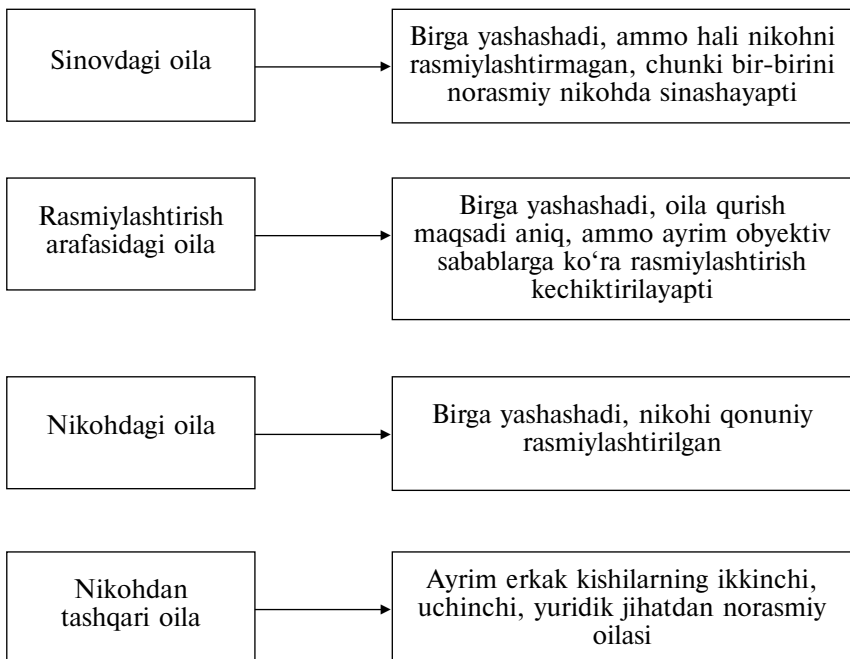 Sinovdagi oila
Birga yashashadi, ammo hali nikohni
rasmiylashtirmagan, chunki bir-birini
norasmiy nikohda sinashayapti
Rasmiylashtirish
arafasidagi oila
Birga yashashadi, oila qurish
maqsadi aniq, ammo ayrim obyektiv
sabablarga ko‘ra rasmiylashtirish
kechiktirilayapti
Nikohdagi oila
Birga yashashadi, nikohi qonuniy
rasmiylashtirilgan
Nikohdan
tashqari oila
Ayrim erkak kishilarning ikkinchi,
uchinchi, yuridik jihatdan norasmiy
oilasi